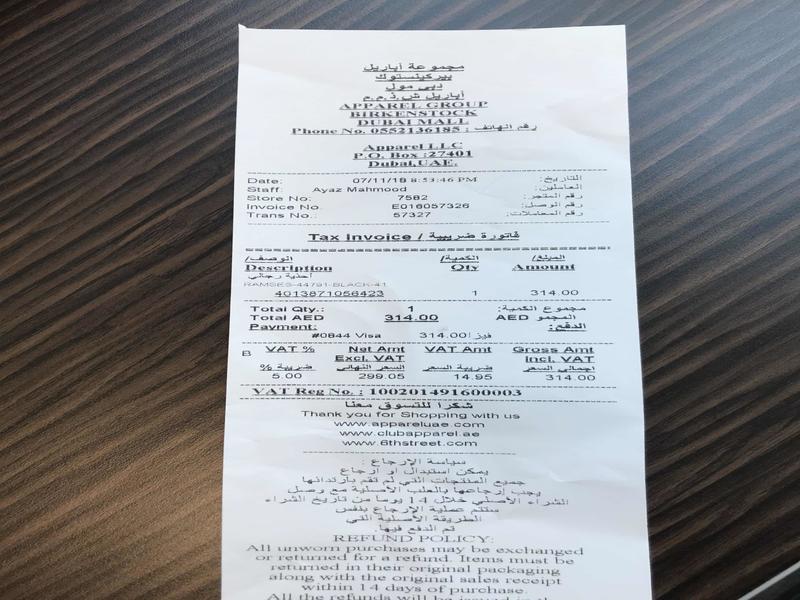 مجموعة أباريل
بيركينستوك
دبي مول
أباريل ش.ذ.م.م
APPAREL GROUP
BIRKENSTOCK
DUBAI MALL
Phone No. 0552136185 : رقم الهاتف
Apparel LLC
P.O. Box :27401
Dubai,UAE.
Date: 07/11/18 8:53:46 PM التاريخ:
Staff: Ayaz Mahmood العاملين:
Store No: 7582 رقم المتجر:
Invoice No. E016057326 رقم الوصل:
Trans No.: 57327 رقم المعاملات:
Tax Invoice / فاتورة ضريبية
الوصف/ الكمية/ المبلغ/
Description Qty Amount
أحذية رجالي
RAMSES-44791-BLACK-41
4013871056423 1 314.00
Total Qty.: 1 مجموع الكمية:
Total AED 314.00 AED المجمو
Payment: الدفع:
#0844 Visa 314.00 فيزا
B VAT % Net Amt VAT Amt Gross Amt
Excl. VAT Incl. VAT
ضريبة % السعر النهائي ضريبة السعر اجمالي السعر
5.00 299.05 14.95 314.00
VAT Reg No. : 100201491600003
شكرا للتسوق معنا
Thank you for Shopping with us
www.appareluae.com
www.clubapparel.ae
www.6thstreet.com
سياسة الإرجاع :
يمكن استبدال او أرجاع
جميع المنتجات التي لم تقم بارتدائها
يجب إرجاعها بالعلب الأصلية مع وصل
الشراء الأصلي خلال 14 يوما من تاريخ الشراء
ستتم عملية الإرجاع بنفس
الطريقة الأصلية التي
تم الدفع فيها.
REFUND POLICY:
All unworn purchases may be exchanged
or returned for a refund. Items must be
returned in their original packaging
along with the original sales receipt
within 14 days of purchase.
All the refunds will be issued in the